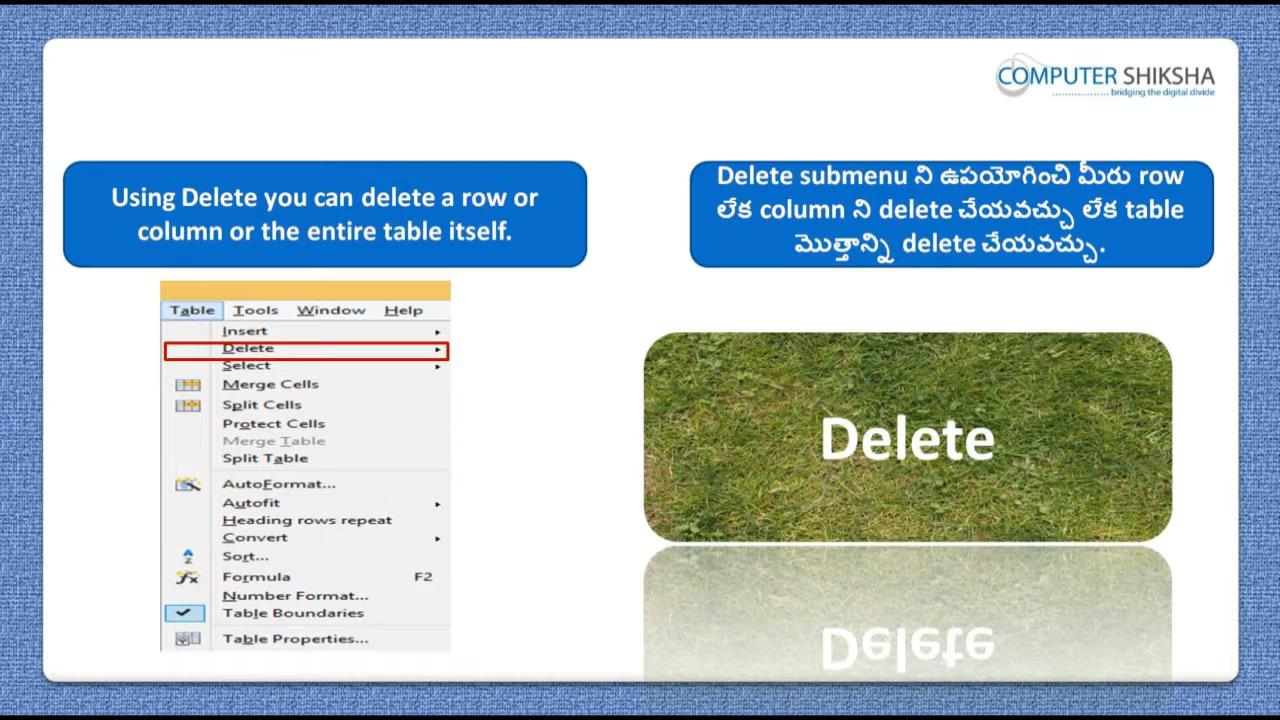 COMPUTER SHIKSHA
bridging the digital divide
Using Delete you can delete a row or
column or the entire table itself.
Delete submenu ని ఉపయోగించి మీరు row
లేక column ని delete చేయవచ్చు లేక table
మొత్తాన్ని delete చేయవచ్చు.
Table Tools Window Help
Insert
Delete
Select
Merge Cells
Split Cells
Protect Cells
Merge Table
Split Table
AutoFormat...
Autofit
Heading rows repeat
Convert
Sort...
Formula F2
Number Format...
Table Boundaries
Table Properties...
Delete
Delete